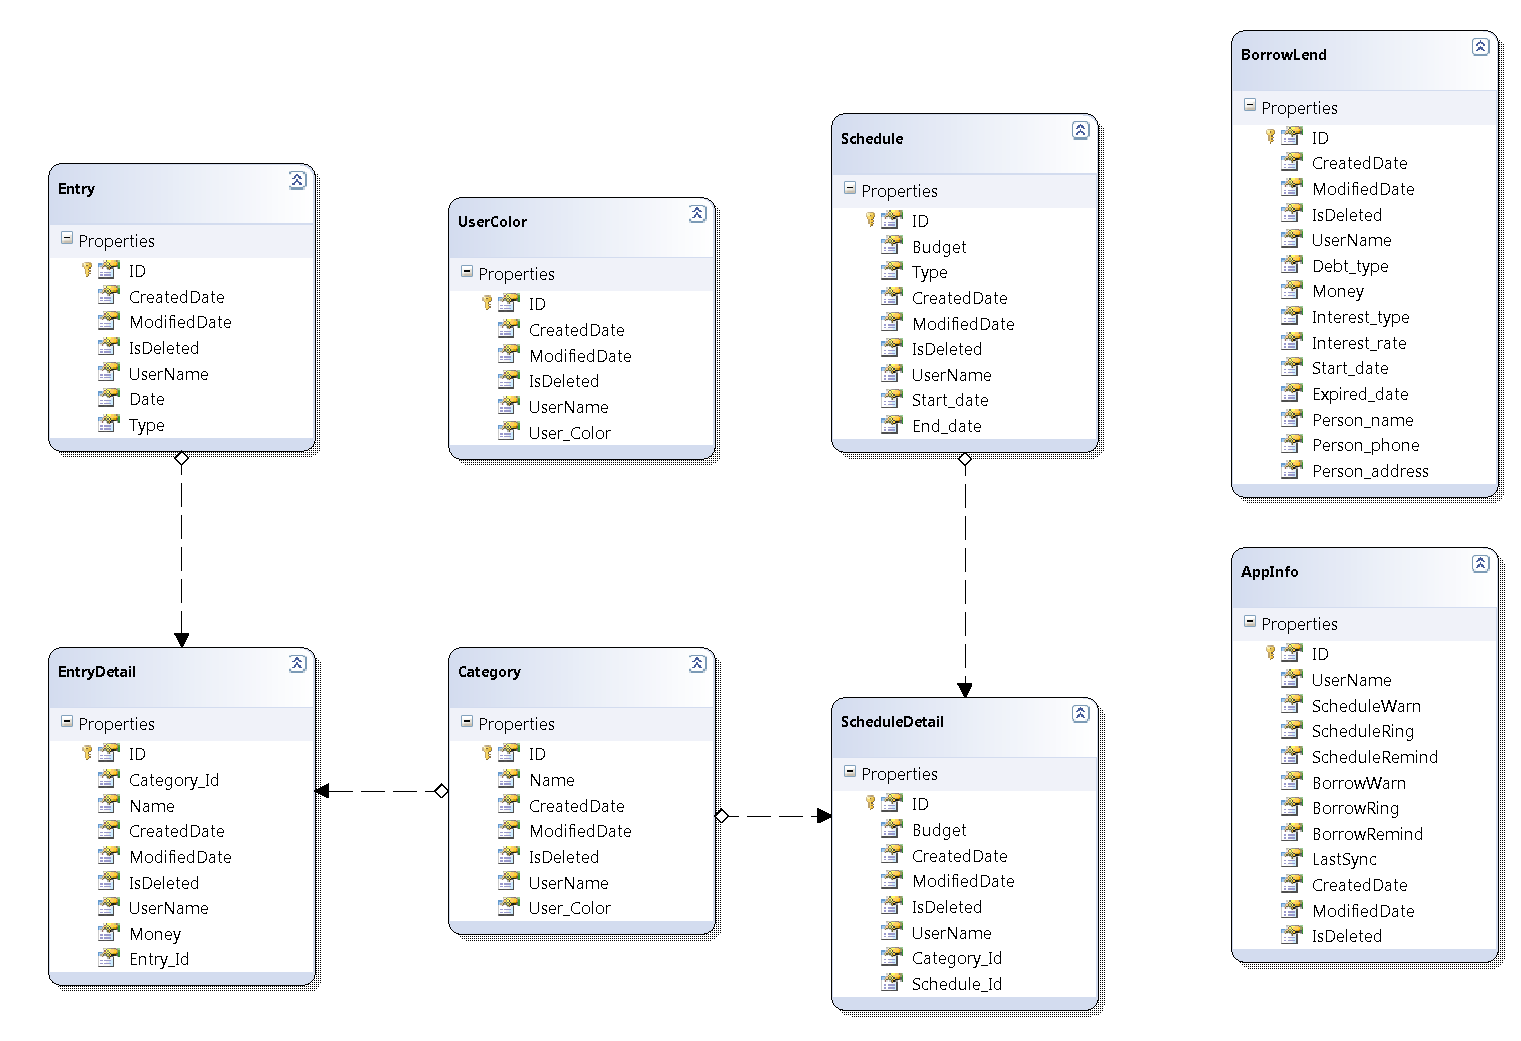 Entry
Properties
ID
CreatedDate
ModifiedDate
IsDeleted
UserName
Date
Type
UserColor
Properties
ID
CreatedDate
ModifiedDate
IsDeleted
UserName
User_Color
Schedule
Properties
ID
Budget
Type
CreatedDate
ModifiedDate
IsDeleted
UserName
Start_date
End_date
BorrowLend
Properties
ID
CreatedDate
ModifiedDate
IsDeleted
UserName
Debt_type
Money
Interest_type
Interest_rate
Start_date
Expired_date
Person_name
Person_phone
Person_address
EntryDetail
Properties
ID
Category_Id
Name
CreatedDate
ModifiedDate
IsDeleted
UserName
Money
Entry_Id
Category
Properties
ID
Name
CreatedDate
ModifiedDate
IsDeleted
UserName
User_Color
ScheduleDetail
Properties
ID
Budget
CreatedDate
ModifiedDate
IsDeleted
UserName
Category_Id
Schedule_Id
AppInfo
Properties
ID
UserName
ScheduleWarn
ScheduleRing
ScheduleRemind
BorrowWarn
BorrowRing
BorrowRemind
LastSync
CreatedDate
ModifiedDate
IsDeleted